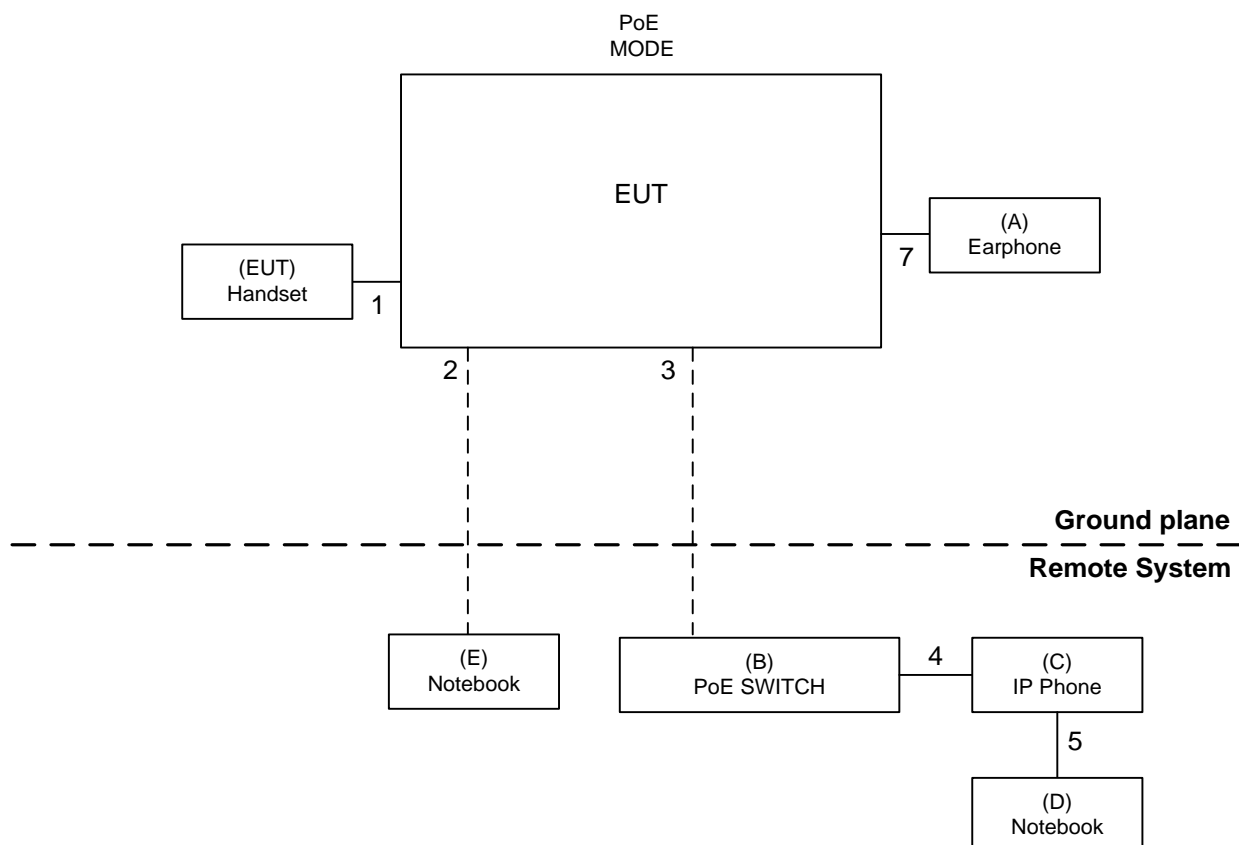 PoE
MODE
EUT
(A)
Earphone
7
(EUT)
Handset
1
2
3
Ground plane
Remote System
(E)
Notebook
(B)
PoE SWITCH
4
(C)
IP Phone
5
(D)
Notebook